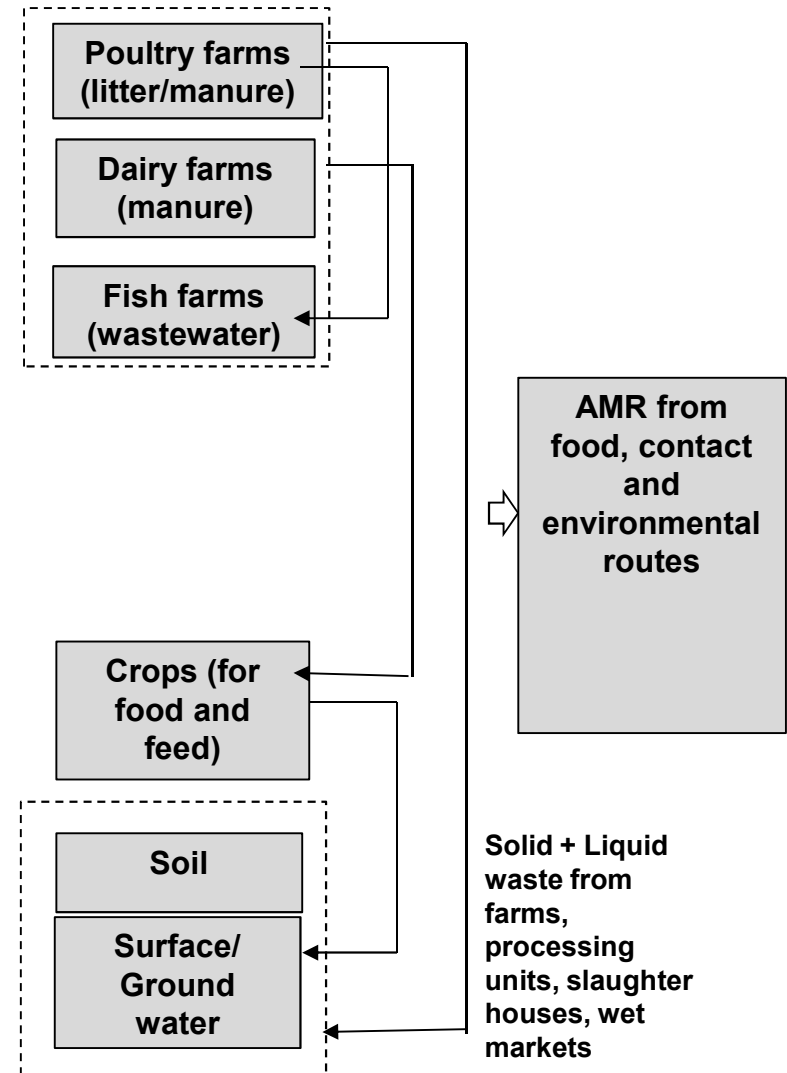 Poultry farms
(litter/manure)
Dairy farms
(manure)
Fish farms
(wastewater)
AMR from
food, contact
and
environmental
routes
Crops (for
food and
feed)
Soil
Surface/
Ground
water
Solid + Liquid
waste from
farms,
processing
units, slaughter
houses, wet
markets